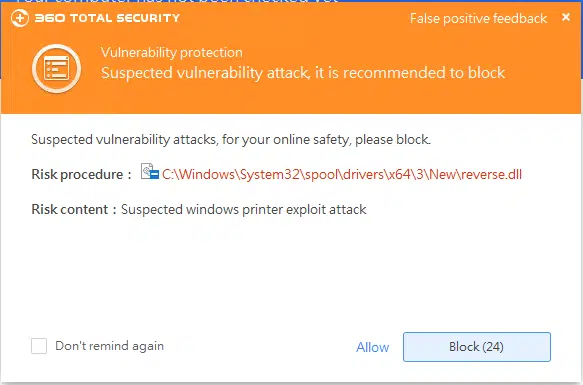 Your computer has not been checked yet
360 TOTAL SECURITY
False positive feedback
×
Vulnerability protection
Suspected vulnerability attack, it is recommended to block
Suspected vulnerability attacks, for your online safety, please block.
Risk procedure : C:\Windows\System32\spool\drivers\x64\3\New\reverse.dll
Risk content : Suspected windows printer exploit attack
Don't remind again
Allow
Block (24)